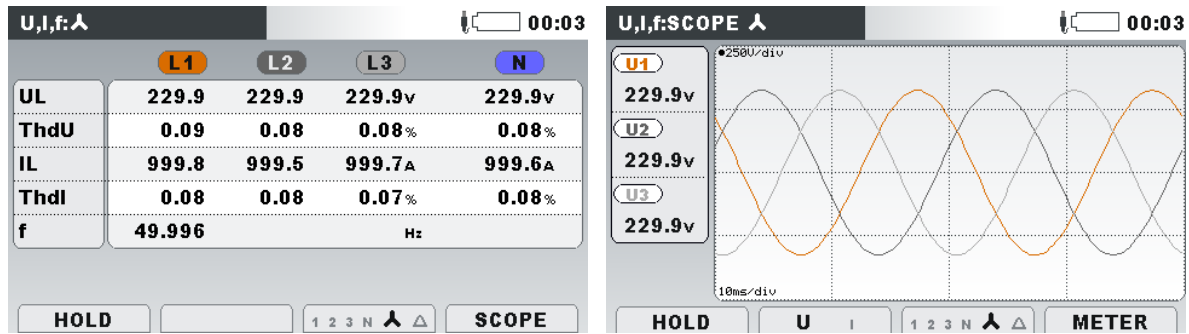 U,I,f: 00:03
L1 L2 L3 N
UL 229.9 229.9 229.9v 229.9v
ThdU 0.09 0.08 0.08% 0.08%
IL 999.8 999.5 999.7A 999.6A
ThdI 0.08 0.08 0.07% 0.08%
f 49.996 Hz
HOLD 1 2 3 N SCOPE
U,I,f:SCOPE 00:03
250V/div
U1
229.9v
U2
229.9v
U3
229.9v
10ms/div
HOLD U I 1 2 3 N METER